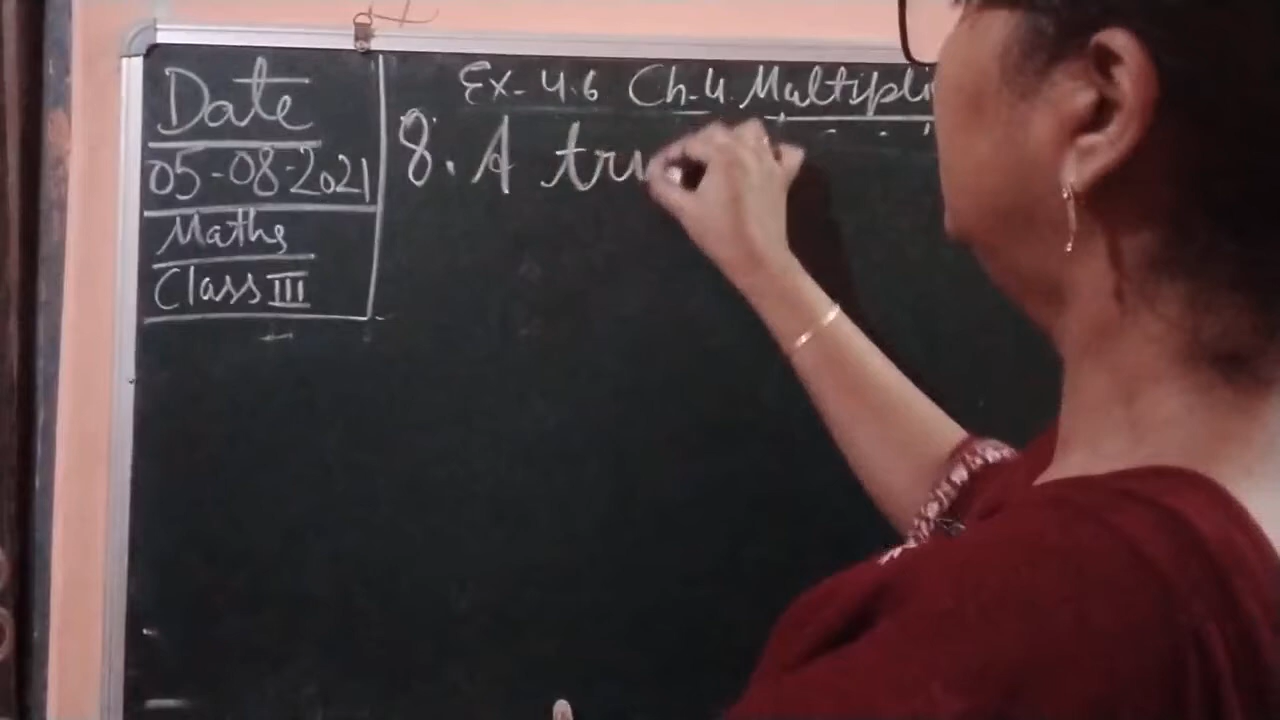 Date
05-08-2021
Maths
Class III
Ex-4.6 Ch-4. Multipli
8. A tru